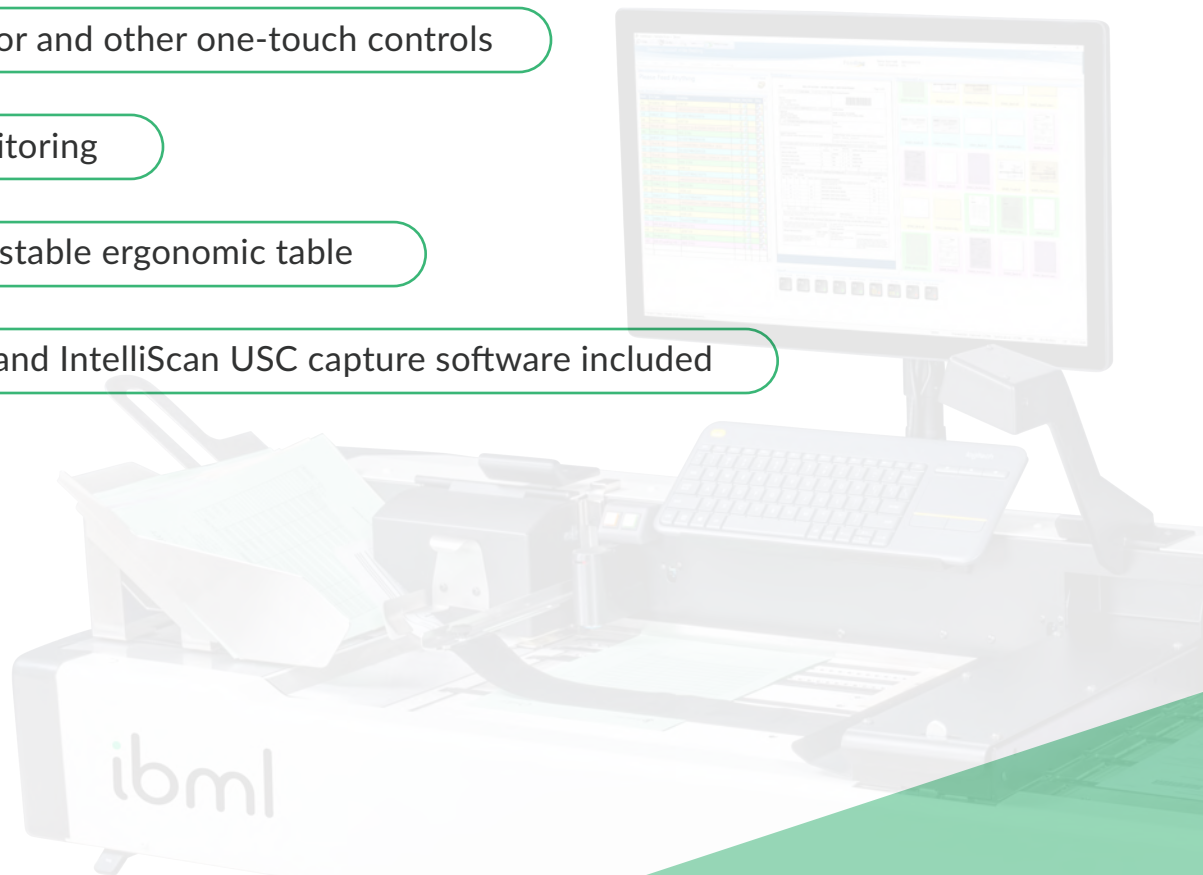 or and other one-touch controls
itoring
stable ergonomic table
and IntelliScan USC capture software included
ibml